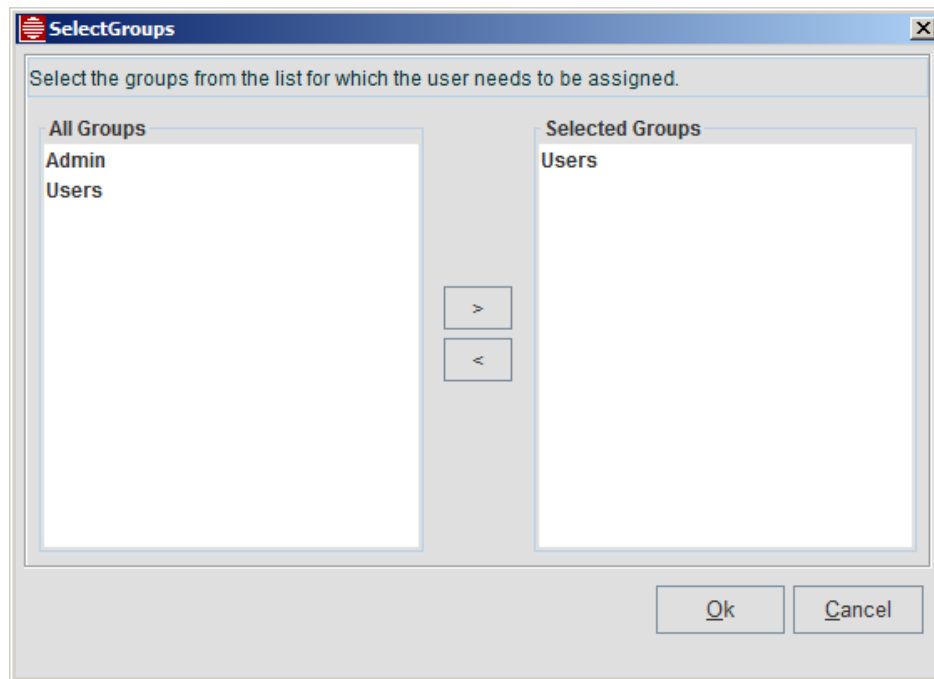 SelectGroups
Select the groups from the list for which the user needs to be assigned.
All Groups
Admin
Users
Selected Groups
Users
>
<
Ok
Cancel